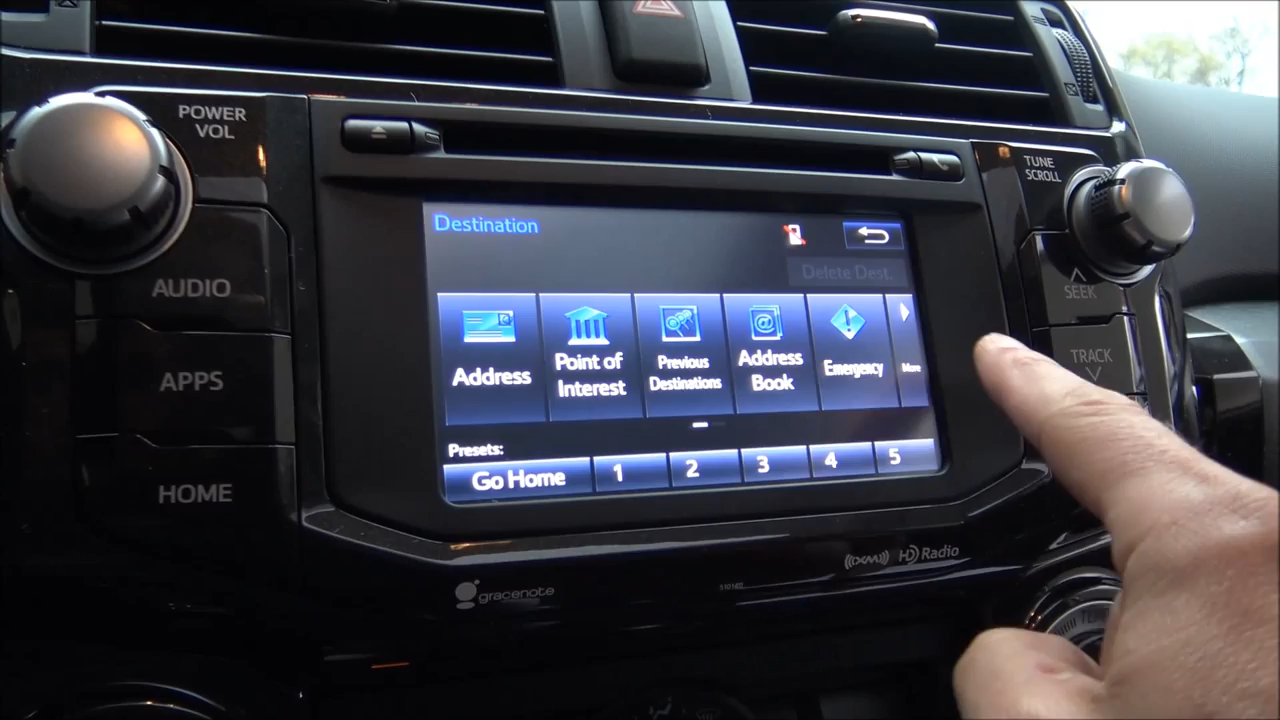 POWER
VOL
AUDIO
APPS
HOME
Destination
Delete Dest.
Address
Point of
Interest
Previous
Destinations
Address
Book
Emergency
More
Presets:
Go Home
1
2
3
4
5
TUNE
SCROLL
SEEK
TRACK
gracenote
XM
HD Radio